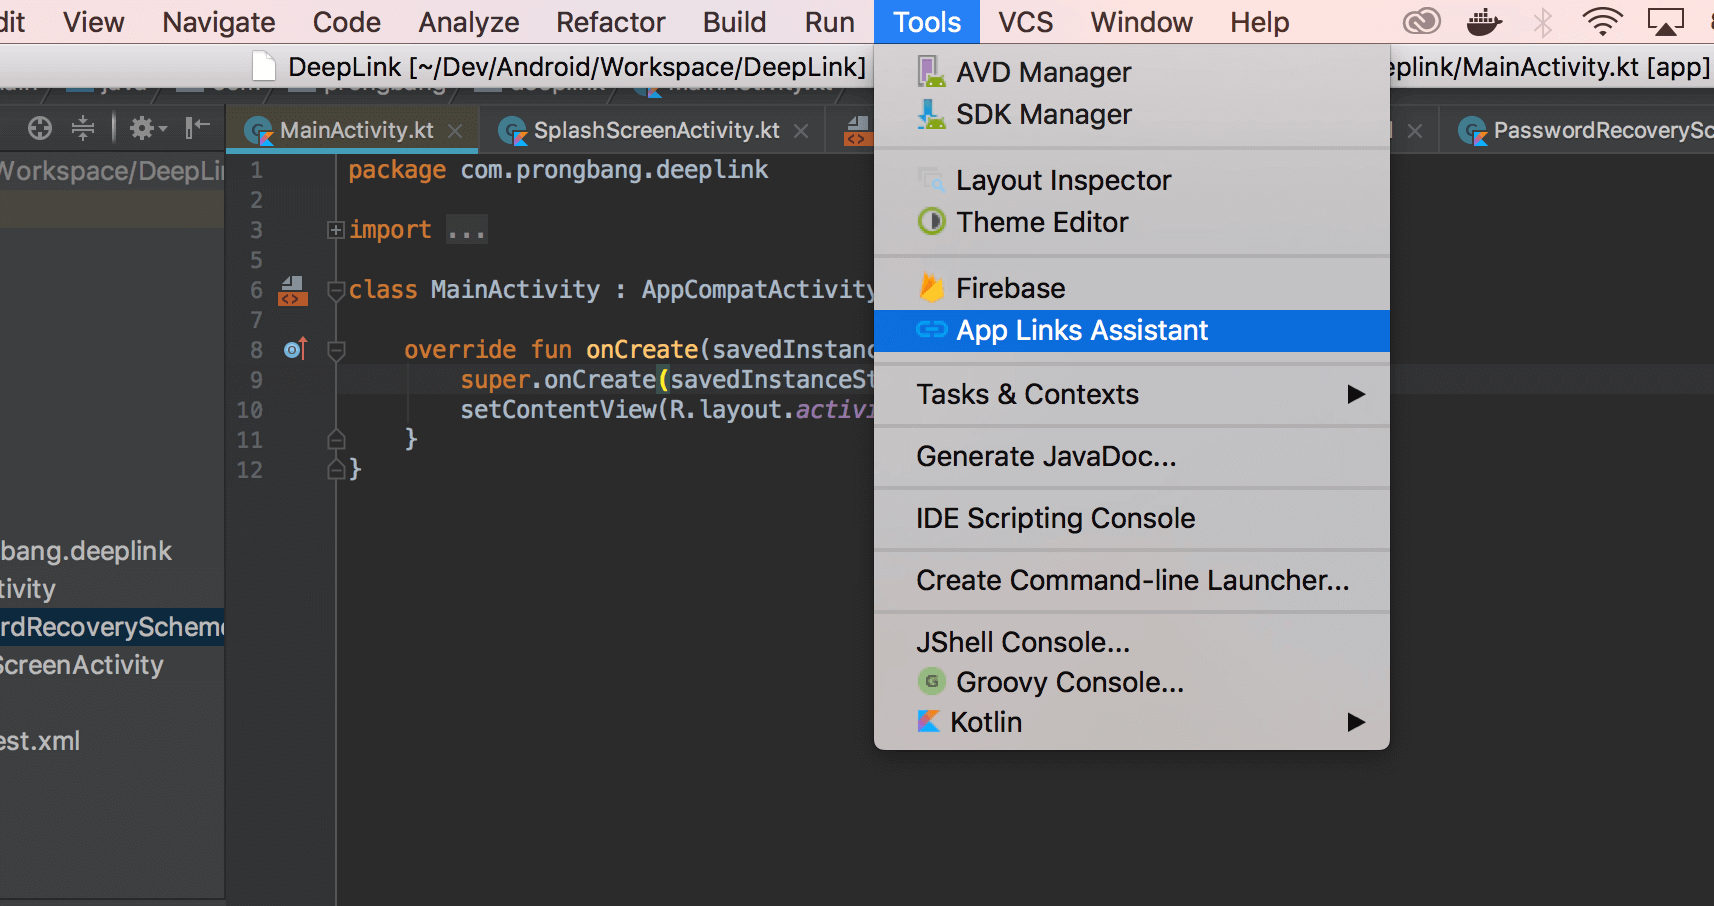 View Navigate Code Analyze Refactor Build Run Tools VCS Window Help
DeepLink [~/Dev/Android/Workspace/DeepLink]
eplink/MainActivity.kt [app]
MainActivity.kt
SplashScreenActivity.kt
PasswordRecoverySc
Workspace/DeepLi
1 package com.prongbang.deeplink
2
3 import ...
5
6 class MainActivity : AppCompatActivity
7
8 override fun onCreate(savedInstanc
9 super.onCreate(savedInstanceSt
10 setContentView(R.layout.activi
11 }
12 }
bang.deeplink
tivity
rdRecoveryScheme
ScreenActivity
est.xml
AVD Manager
SDK Manager
Layout Inspector
Theme Editor
Firebase
App Links Assistant
Tasks & Contexts
Generate JavaDoc...
IDE Scripting Console
Create Command-line Launcher...
JShell Console...
G Groovy Console...
Kotlin